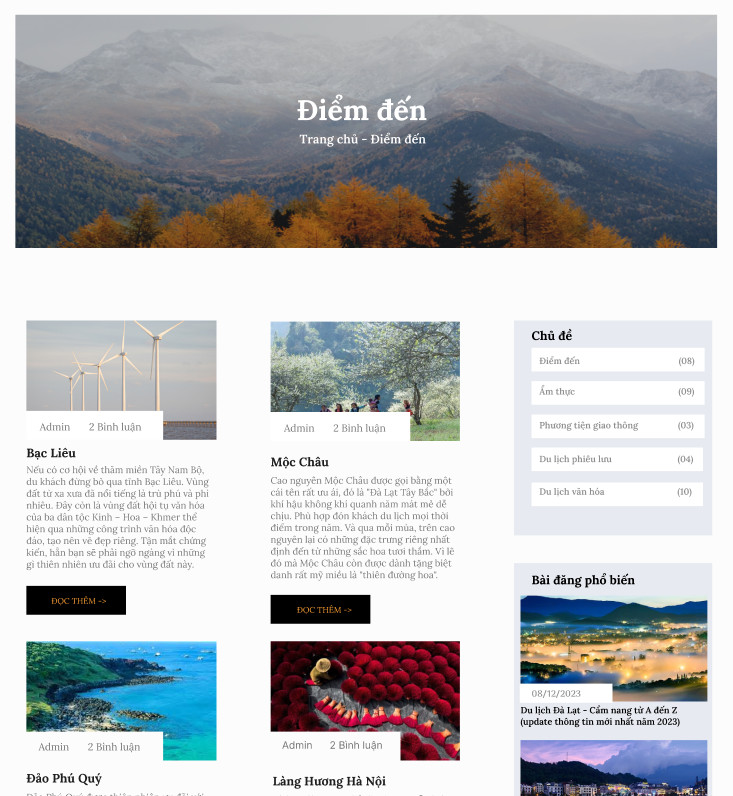 Điểm đến
Trang chủ - Điểm đến
Admin 2 Bình luận
Bạc Liêu
Nếu có cơ hội về thăm miền Tây Nam Bộ,
du khách đừng bỏ qua tỉnh Bạc Liêu. Vùng
đất từ xa xưa đã nổi tiếng là trù phú và phì
nhiêu. Đây còn là vùng đất hội tụ văn hóa
của ba dân tộc Kinh – Hoa – Khmer thể
hiện qua những công trình văn hóa độc
đáo, tạo nên vẻ đẹp riêng. Tận mắt chứng
kiến, hẳn bạn sẽ phải ngỡ ngàng vì những
gì thiên nhiên ưu đãi cho vùng đất này.
ĐỌC THÊM ->
Admin 2 Bình luận
Mộc Châu
Cao nguyên Mộc Châu được gọi bằng một
cái tên rất ưu ái, đó là "Đà Lạt Tây Bắc" bởi
khí hậu không khí quanh năm mát mẻ dễ
chịu. Phù hợp đón khách du lịch mọi thời
điểm trong năm. Và qua mỗi mùa, trên cao
nguyên lại có những đặc trưng riêng nhất
định đến từ những sắc hoa tươi thắm. Vì lẽ
đó mà Mộc Châu còn được dành tặng biệt
danh rất mỹ miều là "thiên đường hoa".
ĐỌC THÊM ->
Admin 2 Bình luận
Đảo Phú Quý
Admin 2 Bình luận
Làng Hương Hà Nội
Chủ đề
Điểm đến (08)
Ẩm thực (09)
Phương tiện giao thông (03)
Du lịch phiêu lưu (04)
Du lịch văn hóa (10)
Bài đăng phổ biến
08/12/2023
Du lịch Đà Lạt - Cẩm nang từ A đến Z
(update thông tin mới nhất năm 2023)